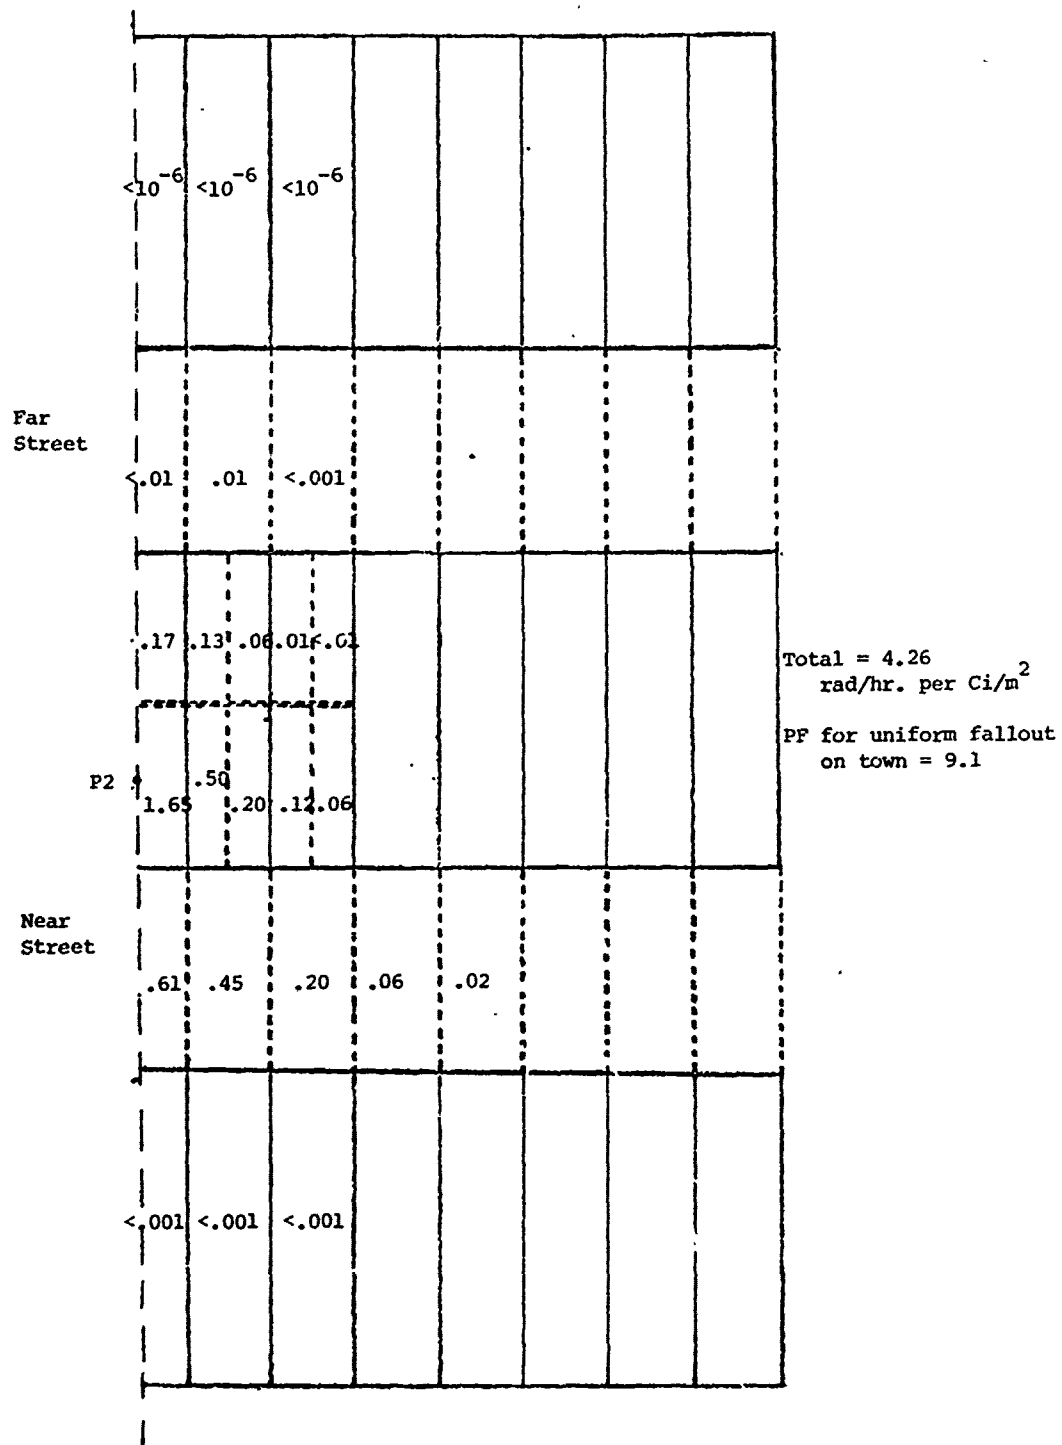 <10⁻⁶ <10⁻⁶ <10⁻⁶
Far
Street
<.01 .01 <.001
.17 .13 .06 .01 <.01
Total = 4.26
rad/hr. per Ci/m²
PF for uniform fallout
on town = 9.1
P2
.50
1.65 .20 .12 .06
Near
Street
.61 .45 .20 .06 .02
<.001 <.001 <.001